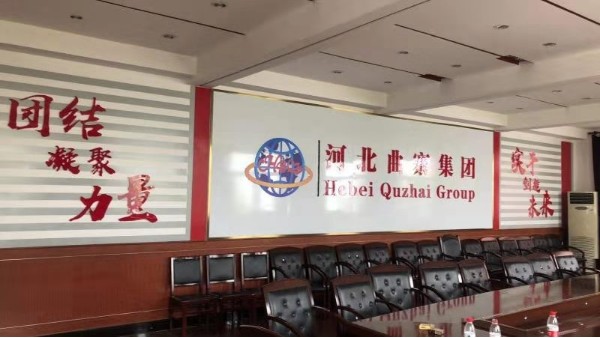 团结
凝聚
力量
河北曲寨集团
Hebei Quzhai Group
实干
创造
未来